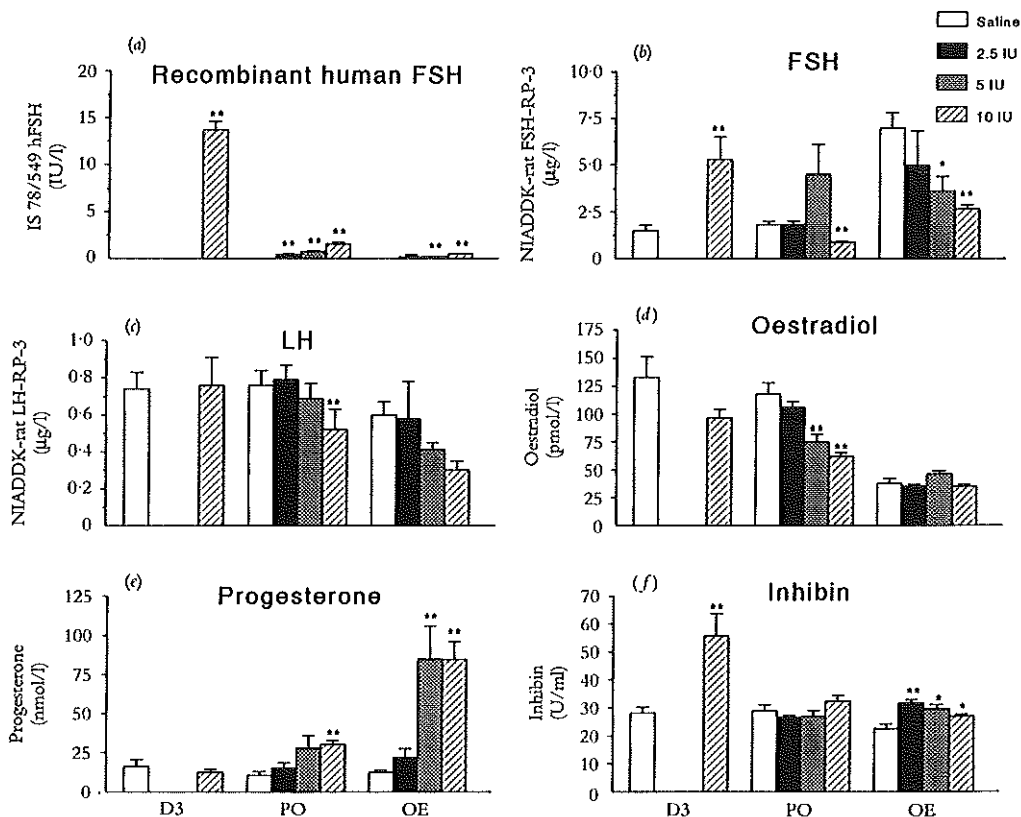 Saline
2.5 IU
5 IU
10 IU
(a)
Recombinant human FSH
IS 78/549 hFSH
(IU/l)
20
15
10
5
0
**
** ** **
** **
(b)
FSH
NIADDK-rat FSH-RP-3
(µg/l)
7·5
5·0
2·5
0
**
**
*
**
(c)
LH
NIADDK-rat LH-RP-3
(µg/l)
1·0
0·8
0·6
0·4
0·2
0
**
(d)
Oestradiol
Oestradiol
(pmol/l)
175
150
125
100
75
50
25
0
**
**
(e)
Progesterone
Progesterone
(nmol/l)
125
100
75
50
25
0
**
** **
D3 PO OE
(f)
Inhibin
Inhibin
(U/ml)
70
60
50
40
30
20
10
0
**
**
*
*
D3 PO OE